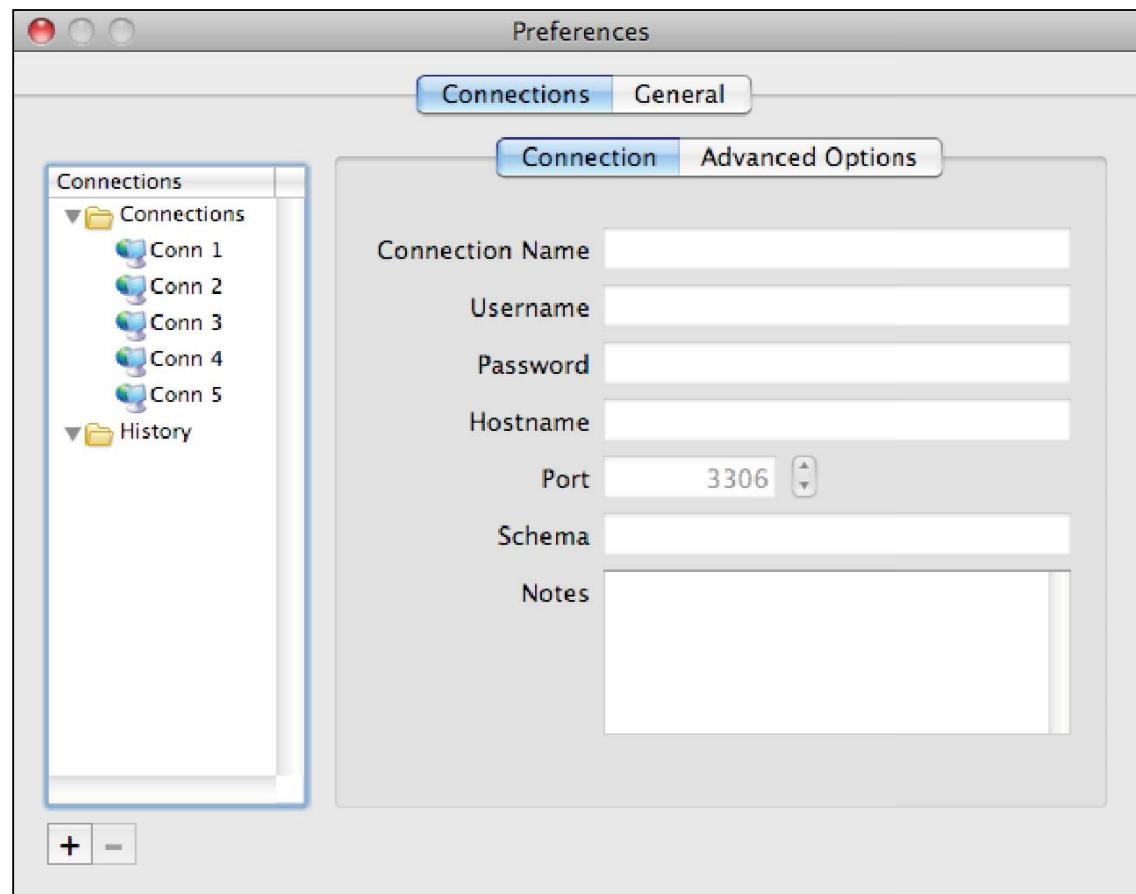 Preferences
Connections
General
Connection
Advanced Options
Connections
Connections
Conn 1
Conn 2
Conn 3
Conn 4
Conn 5
History
Connection Name
Username
Password
Hostname
Port
3306
Schema
Notes
+
-